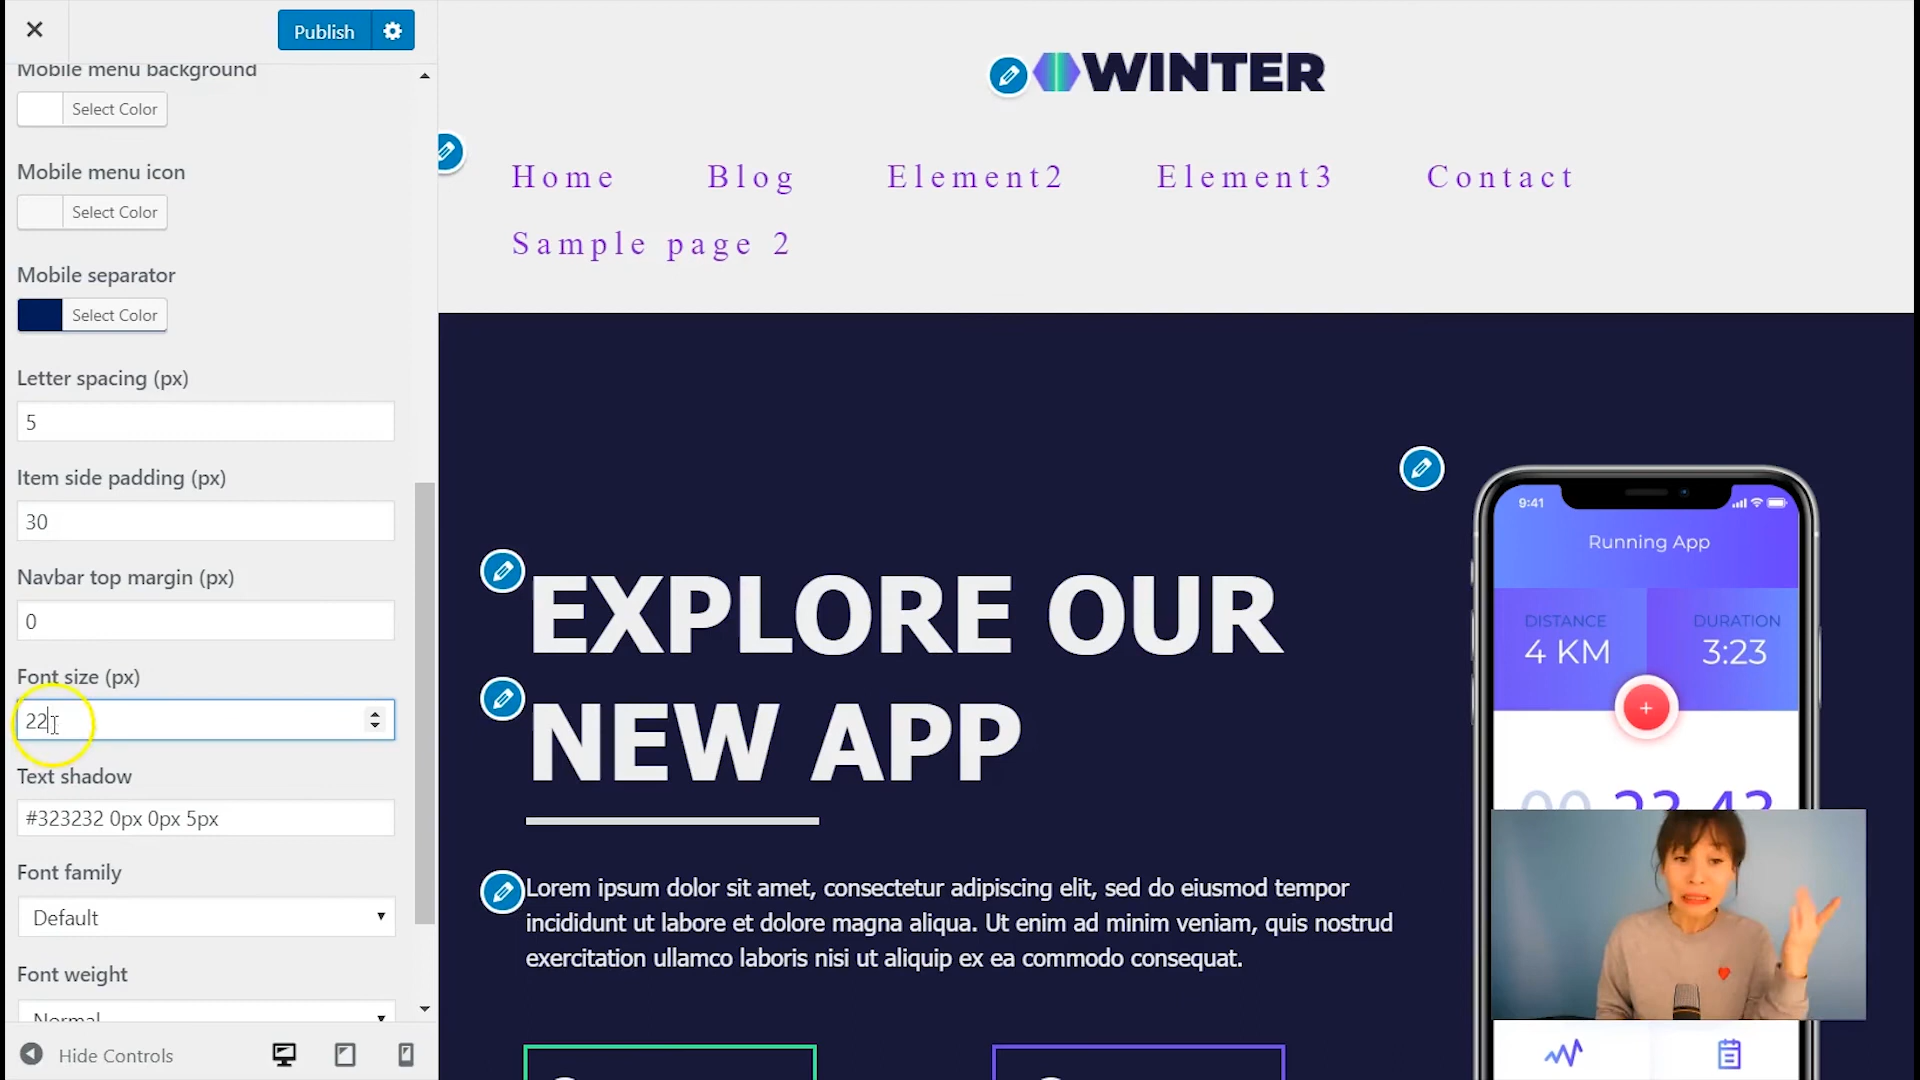 Publish
Mobile menu background
Select Color
Mobile menu icon
Select Color
Mobile separator
Select Color
Letter spacing (px)
5
Item side padding (px)
30
Navbar top margin (px)
0
Font size (px)
22
Text shadow
#323232 0px 0px 5px
Font family
Default
Font weight
Normal
Hide Controls
WINTER
Home Blog Element2 Element3 Contact
Sample page 2
EXPLORE OUR
NEW APP
Lorem ipsum dolor sit amet, consectetur adipiscing elit, sed do eiusmod tempor
incididunt ut labore et dolore magna aliqua. Ut enim ad minim veniam, quis nostrud
exercitation ullamco laboris nisi ut aliquip ex ea commodo consequat.
9:41
Running App
DISTANCE DURATION
4 KM 3:23